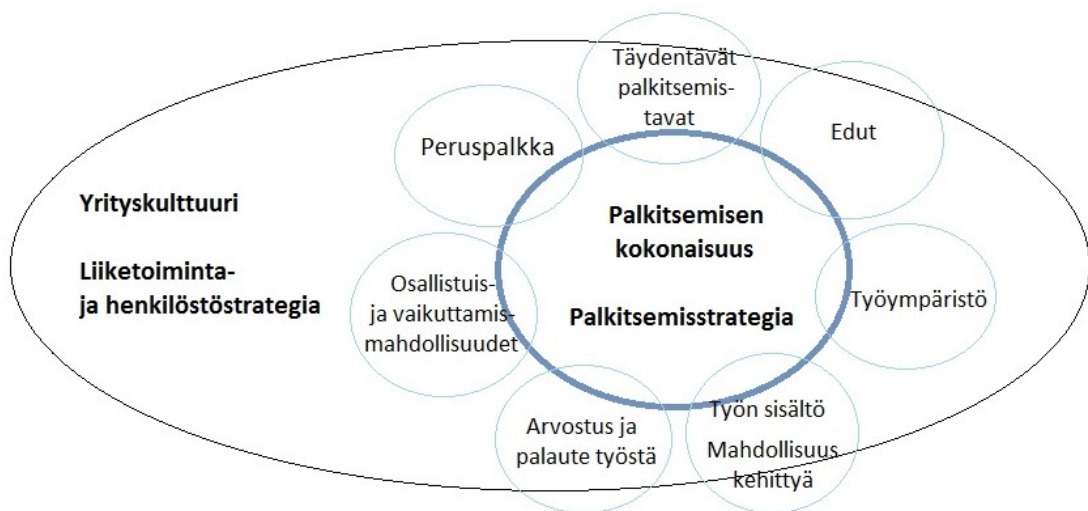 Täydentävät
palkitsemis-
tavat
Edut
Peruspalkka
Yrityskulttuuri
Liiketoiminta-
ja henkilöstöstrategia
Palkitsemisen
kokonaisuus
Palkitsemisstrategia
Työympäristö
Osallistuis-
ja vaikuttamis-
mahdollisuudet
Arvostus ja
palaute työstä
Työn sisältö
Mahdollisuus
kehittyä